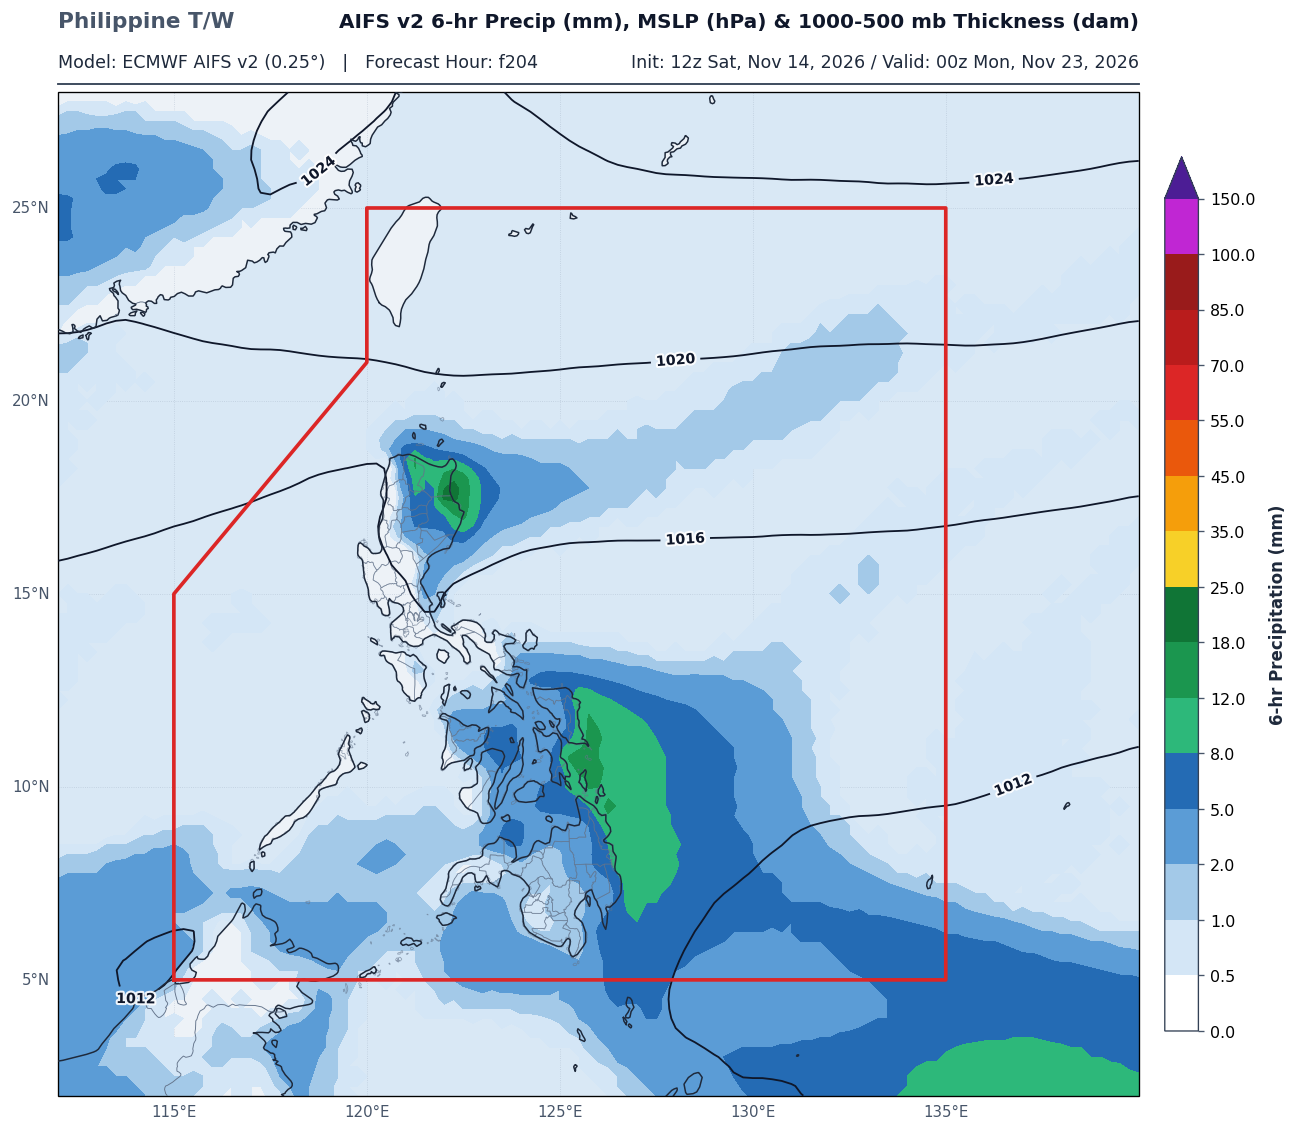 Philippine T/W
AIFS v2 6-hr Precip (mm), MSLP (hPa) & 1000-500 mb Thickness (dam)
Model: ECMWF AIFS v2 (0.25°) | Forecast Hour: f204
Init: 12z Sat, Nov 14, 2026 / Valid: 00z Mon, Nov 23, 2026
1024
1024
1020
1016
1012
1012
25°N
20°N
15°N
10°N
5°N
115°E
120°E
125°E
130°E
135°E
150.0
100.0
85.0
70.0
55.0
45.0
35.0
25.0
18.0
12.0
8.0
5.0
2.0
1.0
0.5
0.0
6-hr Precipitation (mm)